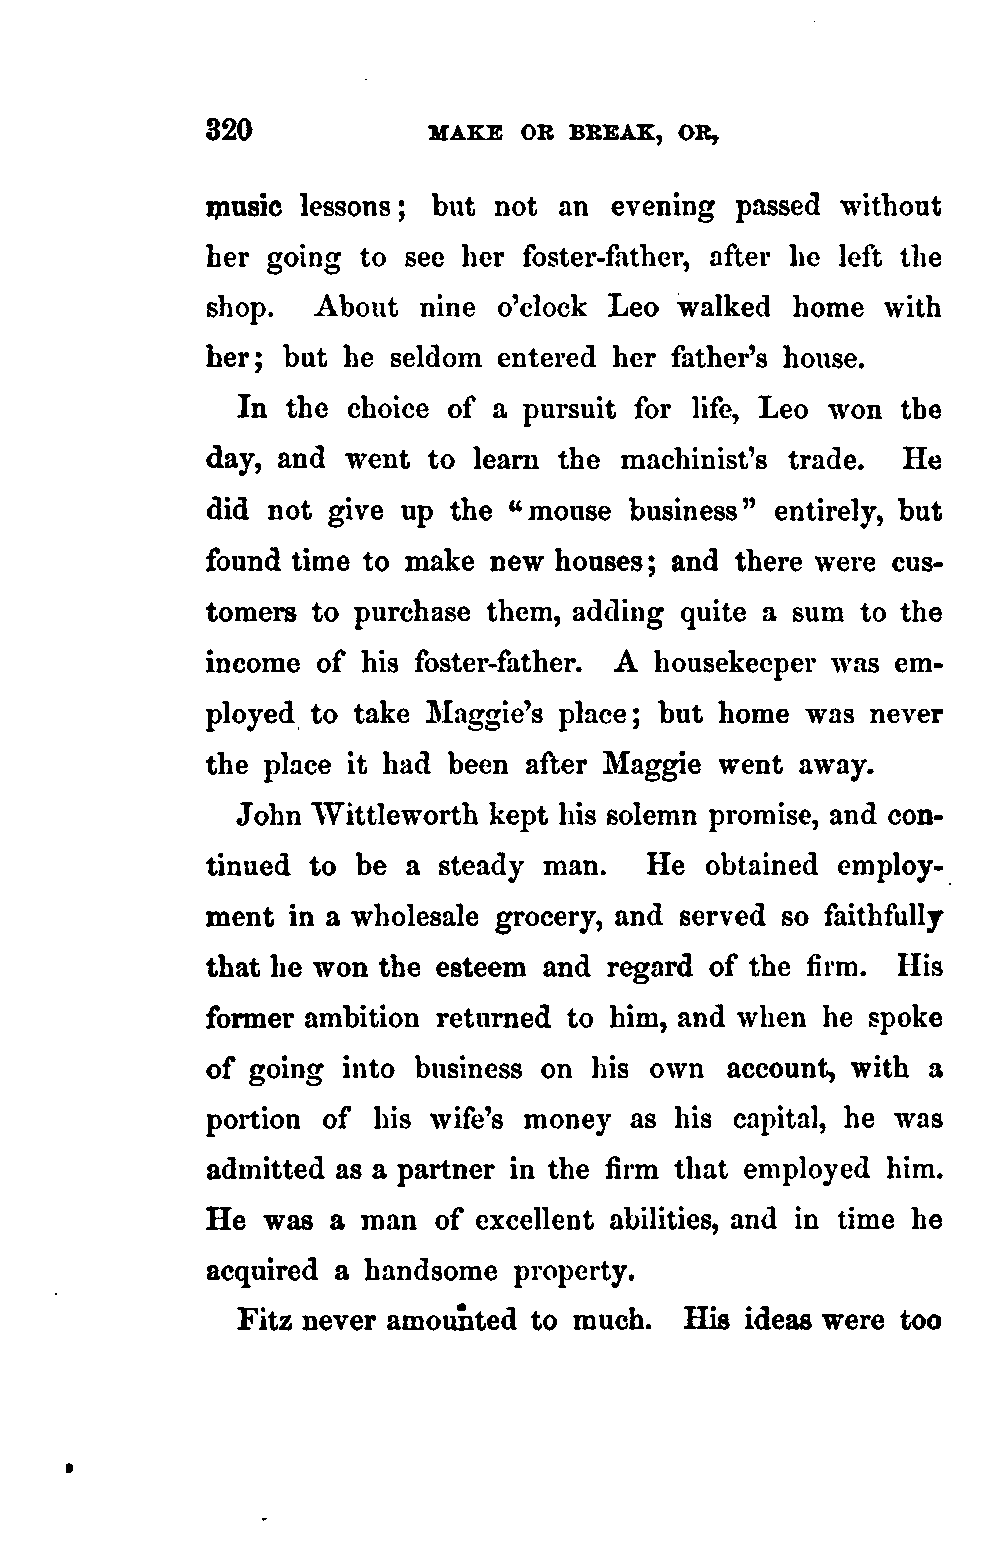 320 MAKE OR BREAK, OR,
music lessons; but not an evening passed without
her going to see her foster-father, after he left the
shop. About nine o'clock Leo walked home with
her; but he seldom entered her father's house.
In the choice of a pursuit for life, Leo won the
day, and went to learn the machinist's trade. He
did not give up the “mouse business” entirely, but
found time to make new houses; and there were cus-
tomers to purchase them, adding quite a sum to the
income of his foster-father. A housekeeper was em-
ployed to take Maggie's place; but home was never
the place it had been after Maggie went away.
John Wittleworth kept his solemn promise, and con-
tinued to be a steady man. He obtained employ-
ment in a wholesale grocery, and served so faithfully
that he won the esteem and regard of the firm. His
former ambition returned to him, and when he spoke
of going into business on his own account, with a
portion of his wife's money as his capital, he was
admitted as a partner in the firm that employed him.
He was a man of excellent abilities, and in time he
acquired a handsome property.
Fitz never amounted to much. His ideas were too